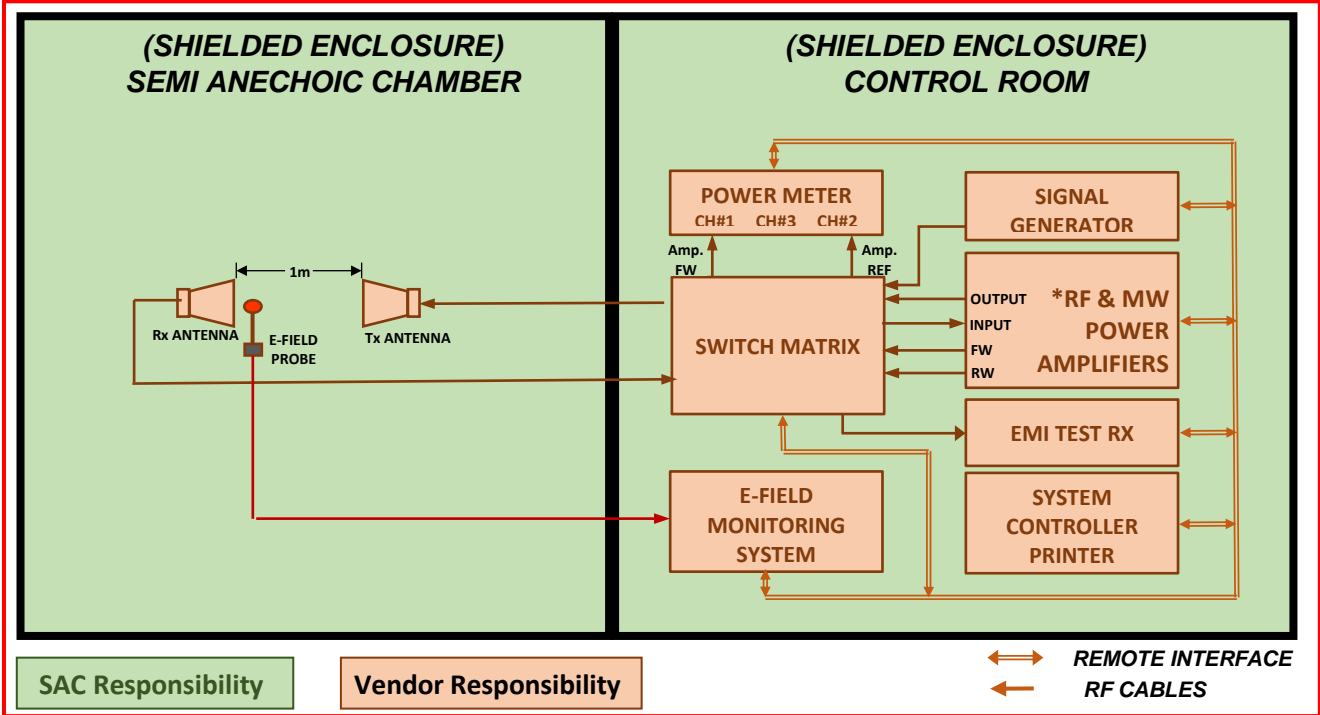 (SHIELDED ENCLOSURE)
SEMI ANECHOIC CHAMBER
(SHIELDED ENCLOSURE)
CONTROL ROOM
POWER METER
CH#1 CH#3 CH#2
SIGNAL
GENERATOR
Amp.
FW
Amp.
REF
1m
Rx ANTENNA
E-FIELD
PROBE
Tx ANTENNA
SWITCH MATRIX
OUTPUT
INPUT
FW
RW
*RF & MW
POWER
AMPLIFIERS
EMI TEST RX
E-FIELD
MONITORING
SYSTEM
SYSTEM
CONTROLLER
PRINTER
SAC Responsibility
Vendor Responsibility
REMOTE INTERFACE
RF CABLES